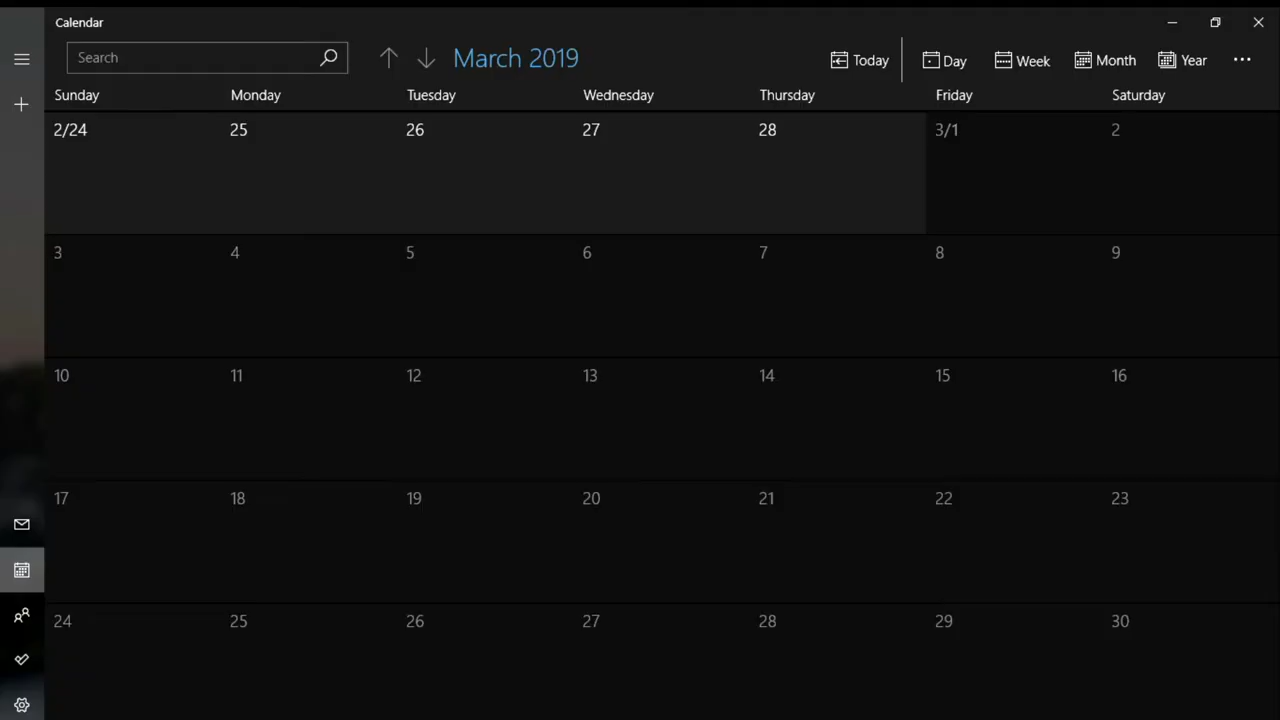 Calendar
Search
March 2019
Today Day Week Month Year
Sunday Monday Tuesday Wednesday Thursday Friday Saturday
2/24 25 26 27 28 3/1 2
3 4 5 6 7 8 9
10 11 12 13 14 15 16
17 18 19 20 21 22 23
24 25 26 27 28 29 30